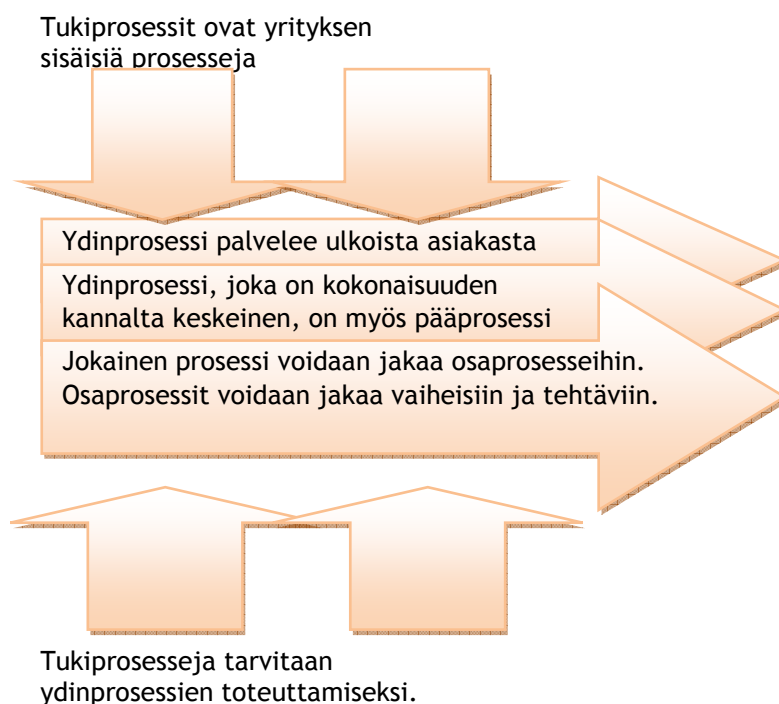 Tukiprosessit ovat yrityksen
sisäisiä prosesseja
Ydinprosessi palvelee ulkoista asiakasta
Ydinprosessi, joka on kokonaisuuden
kannalta keskeinen, on myös pääprosessi
Jokainen prosessi voidaan jakaa osaprosesseihin.
Osaprosessit voidaan jakaa vaiheisiin ja tehtäviin.
Tukiprosesseja tarvitaan
ydinprosessien toteuttamiseksi.